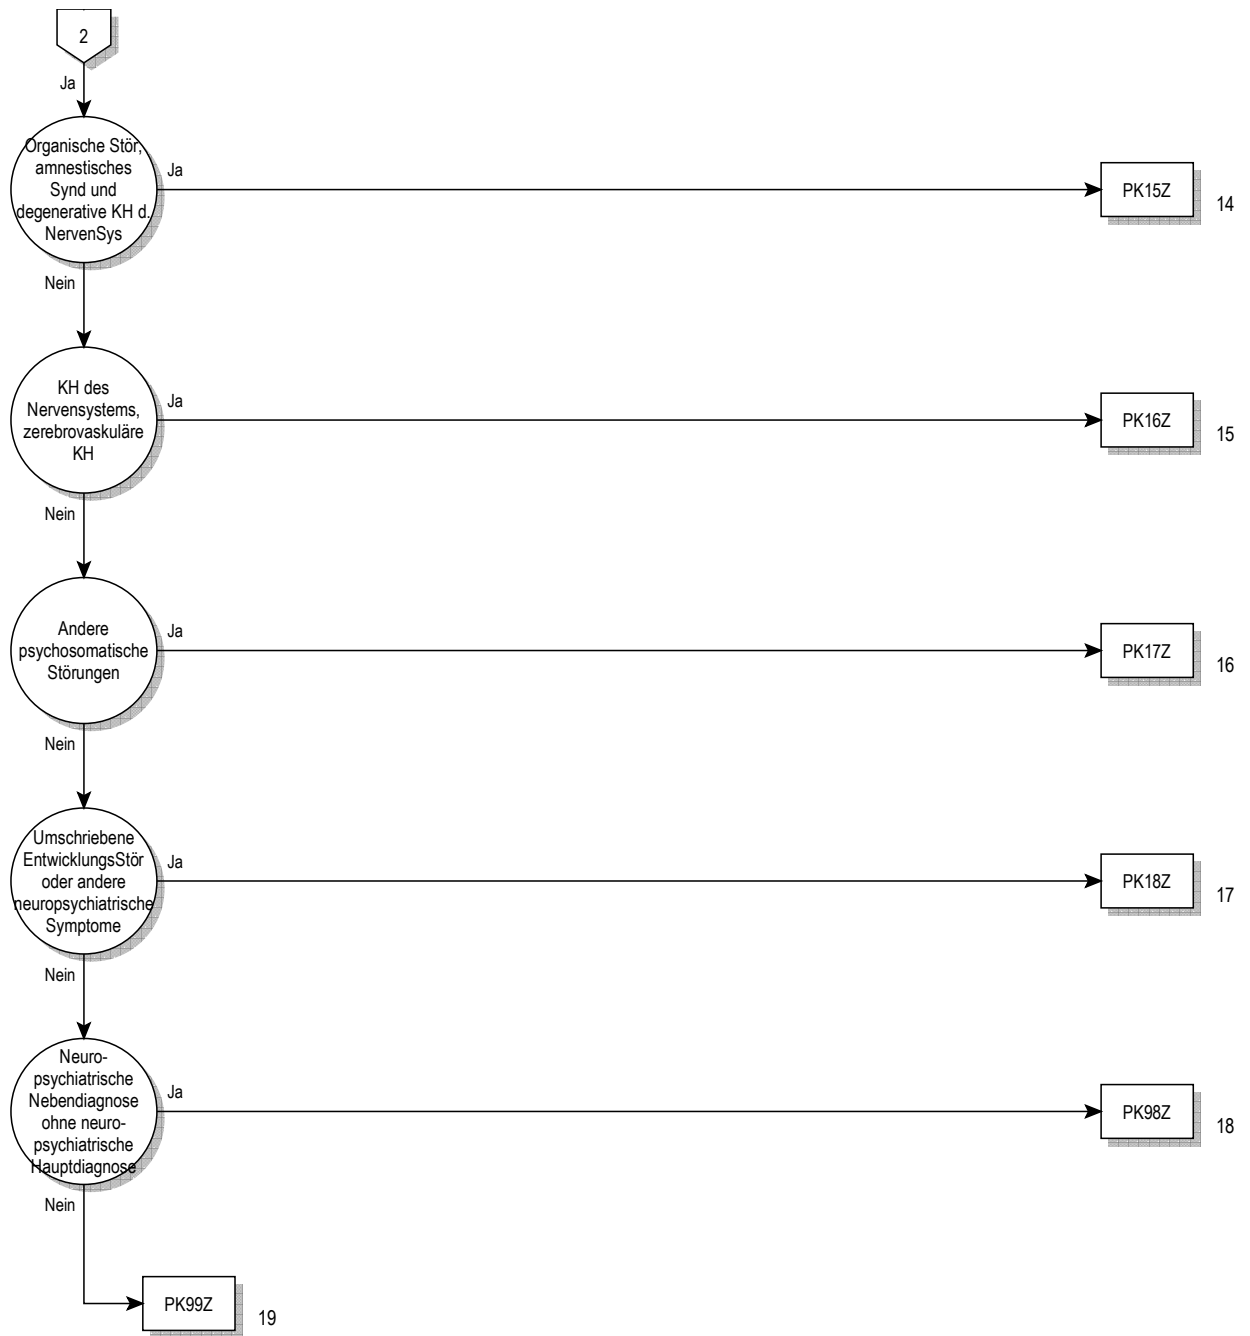 2
Ja
Organische Stör,
amnestisches
Synd und
degenerative KH d.
NervenSys
Ja
PK15Z
14
Nein
KH des
Nervensystems,
zerebrovaskuläre
KH
Ja
PK16Z
15
Nein
Andere
psychosomatische
Störungen
Ja
PK17Z
16
Nein
Umschriebene
EntwicklungsStör
oder andere
neuropsychiatrische
Symptome
Ja
PK18Z
17
Nein
Neuro-
psychiatrische
Nebendiagnose
ohne neuro-
psychiatrische
Hauptdiagnose
Ja
PK98Z
18
Nein
PK99Z
19